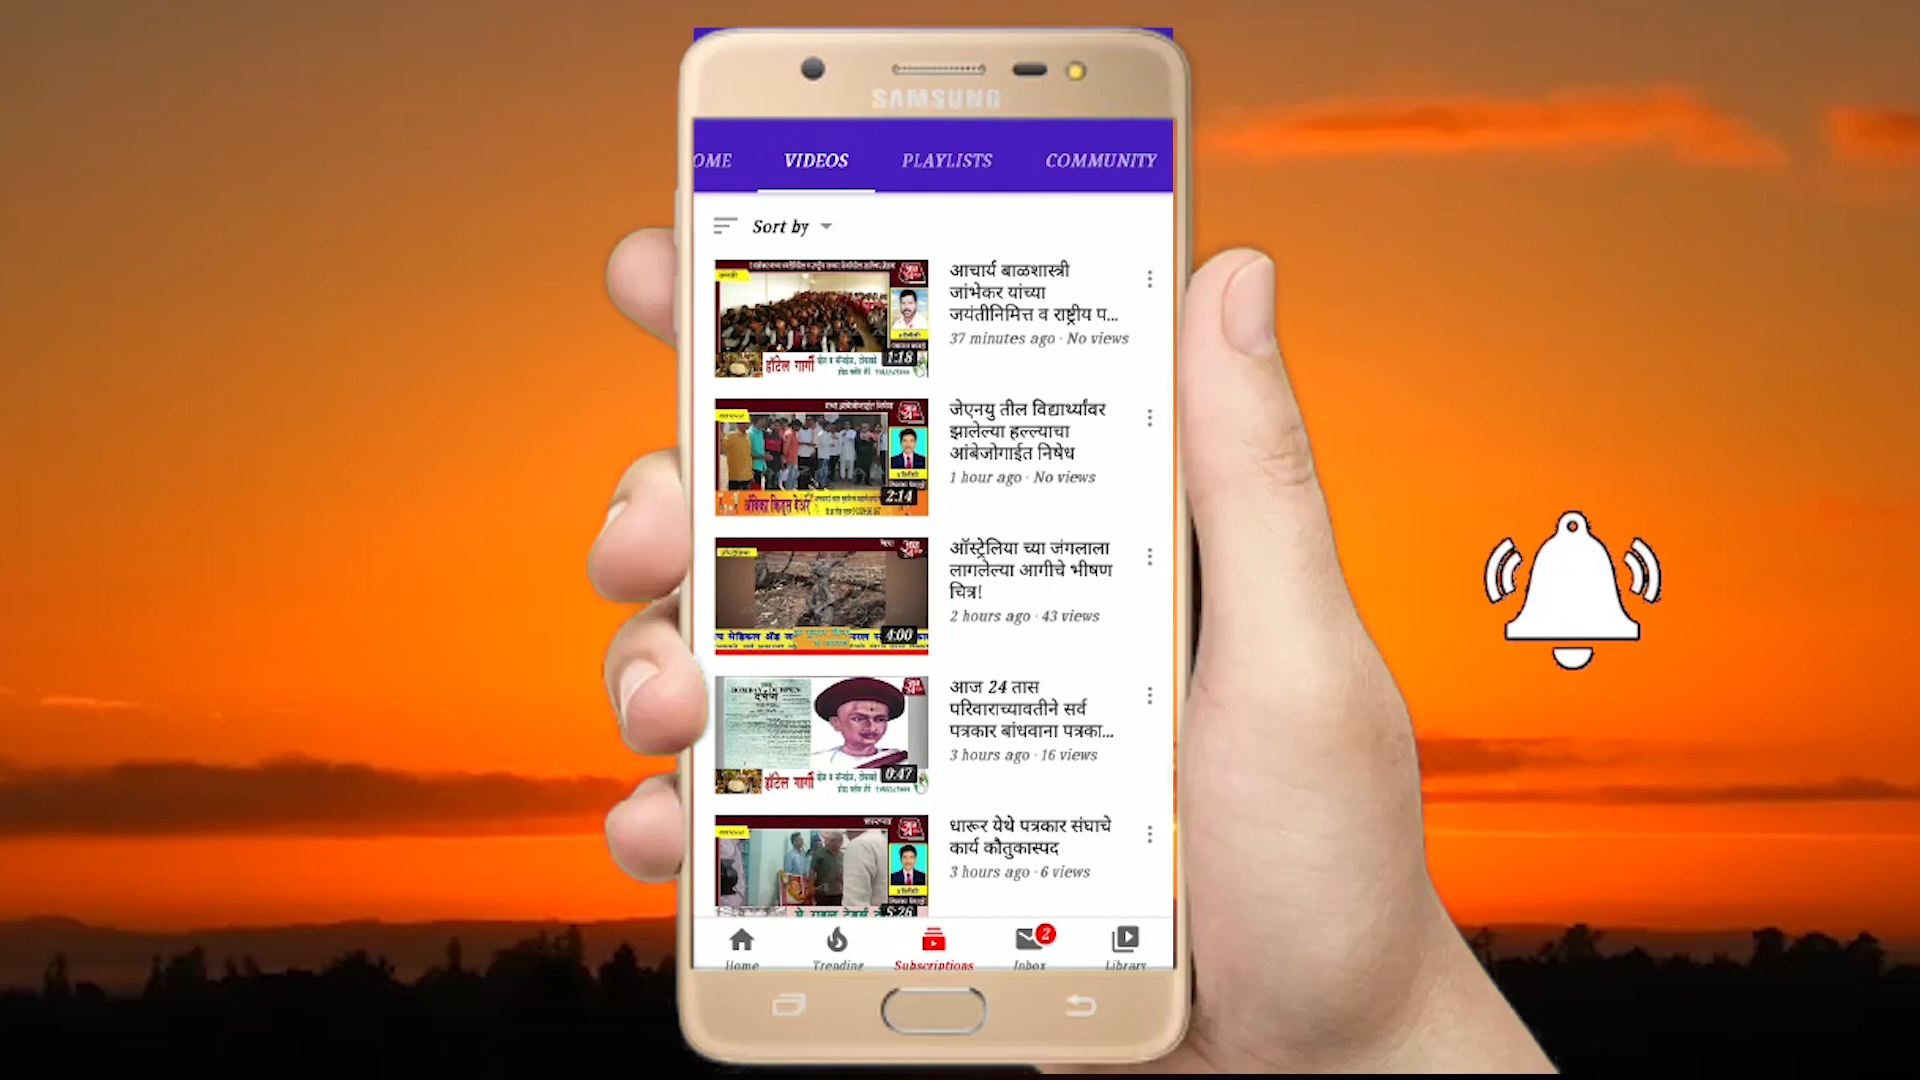 SAMSUNG
OME VIDEOS PLAYLISTS COMMUNITY
Sort by
आचार्य बाळशास्त्री
जांभेकर यांच्या
जयंतीनिमित्त व राष्ट्रीय प...
37 minutes ago · No views
हॉटेल गार्गी
1:18
जेएनयु तील विद्यार्थ्यांवर
झालेल्या हल्ल्याचा
आंबेजोगाईत निषेध
1 hour ago · No views
2:14
ऑस्ट्रेलिया च्या जंगलाला
लागलेल्या आगीचे भीषण
चित्र!
2 hours ago · 43 views
4:00
आज 24 तास
परिवाराच्यावतीने सर्व
पत्रकार बांधवाना पत्रका...
3 hours ago · 16 views
हॉटेल गार्गी
0:47
धारूर येथे पत्रकार संघाचे
कार्य कौतुकास्पद
3 hours ago · 6 views
5:26
2
Home Trending Subscriptions Inbox Library